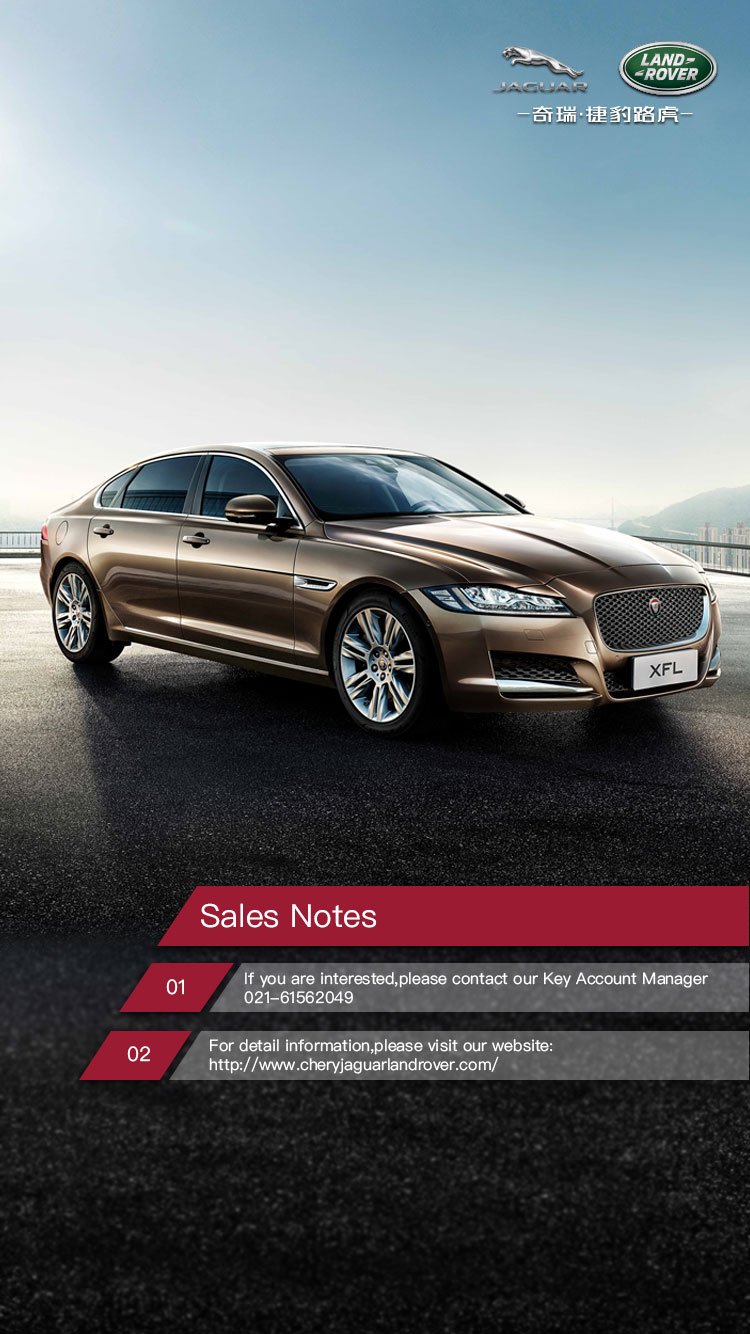 JAGUAR
LAND-
-ROVER
-奇瑞·捷豹路虎-
XFL
Sales Notes
01
If you are interested,please contact our Key Account Manager
021-61562049
02
For detail information,please visit our website:
http://www.cheryjaguarlandrover.com/